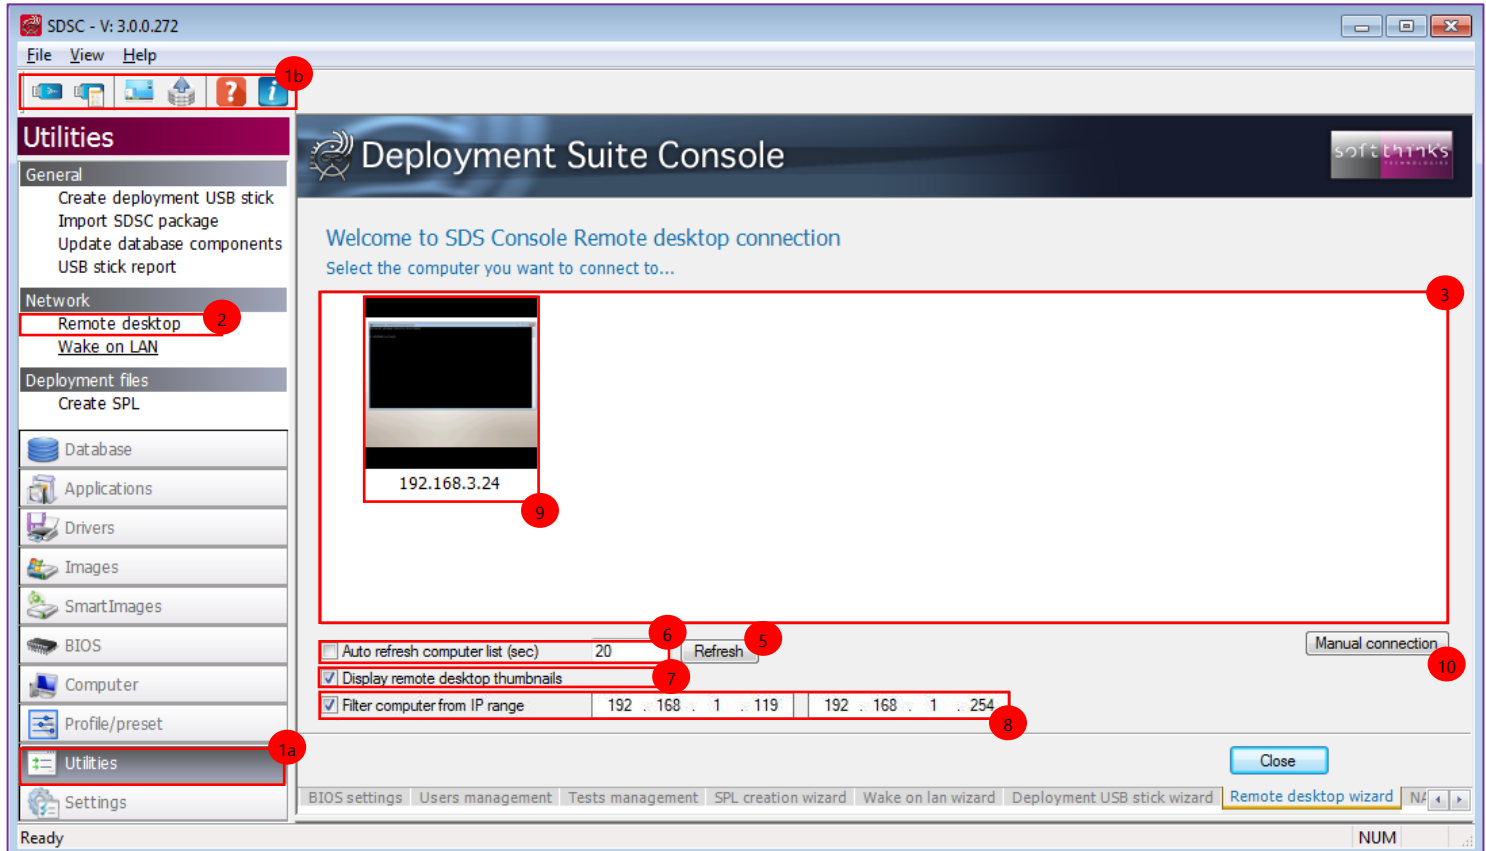 SDSC - V: 3.0.0.272
File View Help
1b
Utilities
General
Create deployment USB stick
Import SDSC package
Update database components
USB stick report
Network
Remote desktop
2
Wake on LAN
Deployment files
Create SPL
Database
Applications
Drivers
Images
SmartImages
BIOS
Computer
Profile/preset
1a
Utilities
Settings
Deployment Suite Console
softthinks
TECHNOLOGIES
Welcome to SDS Console Remote desktop connection
Select the computer you want to connect to...
3
192.168.3.24
9
Auto refresh computer list (sec) 20 6 Refresh 5
Manual connection
10
Display remote desktop thumbnails 7
Filter computer from IP range 192 . 168 . 1 . 119 192 . 168 . 1 . 254
8
Close
BIOS settings Users management Tests management SPL creation wizard Wake on lan wizard Deployment USB stick wizard Remote desktop wizard
Ready NUM